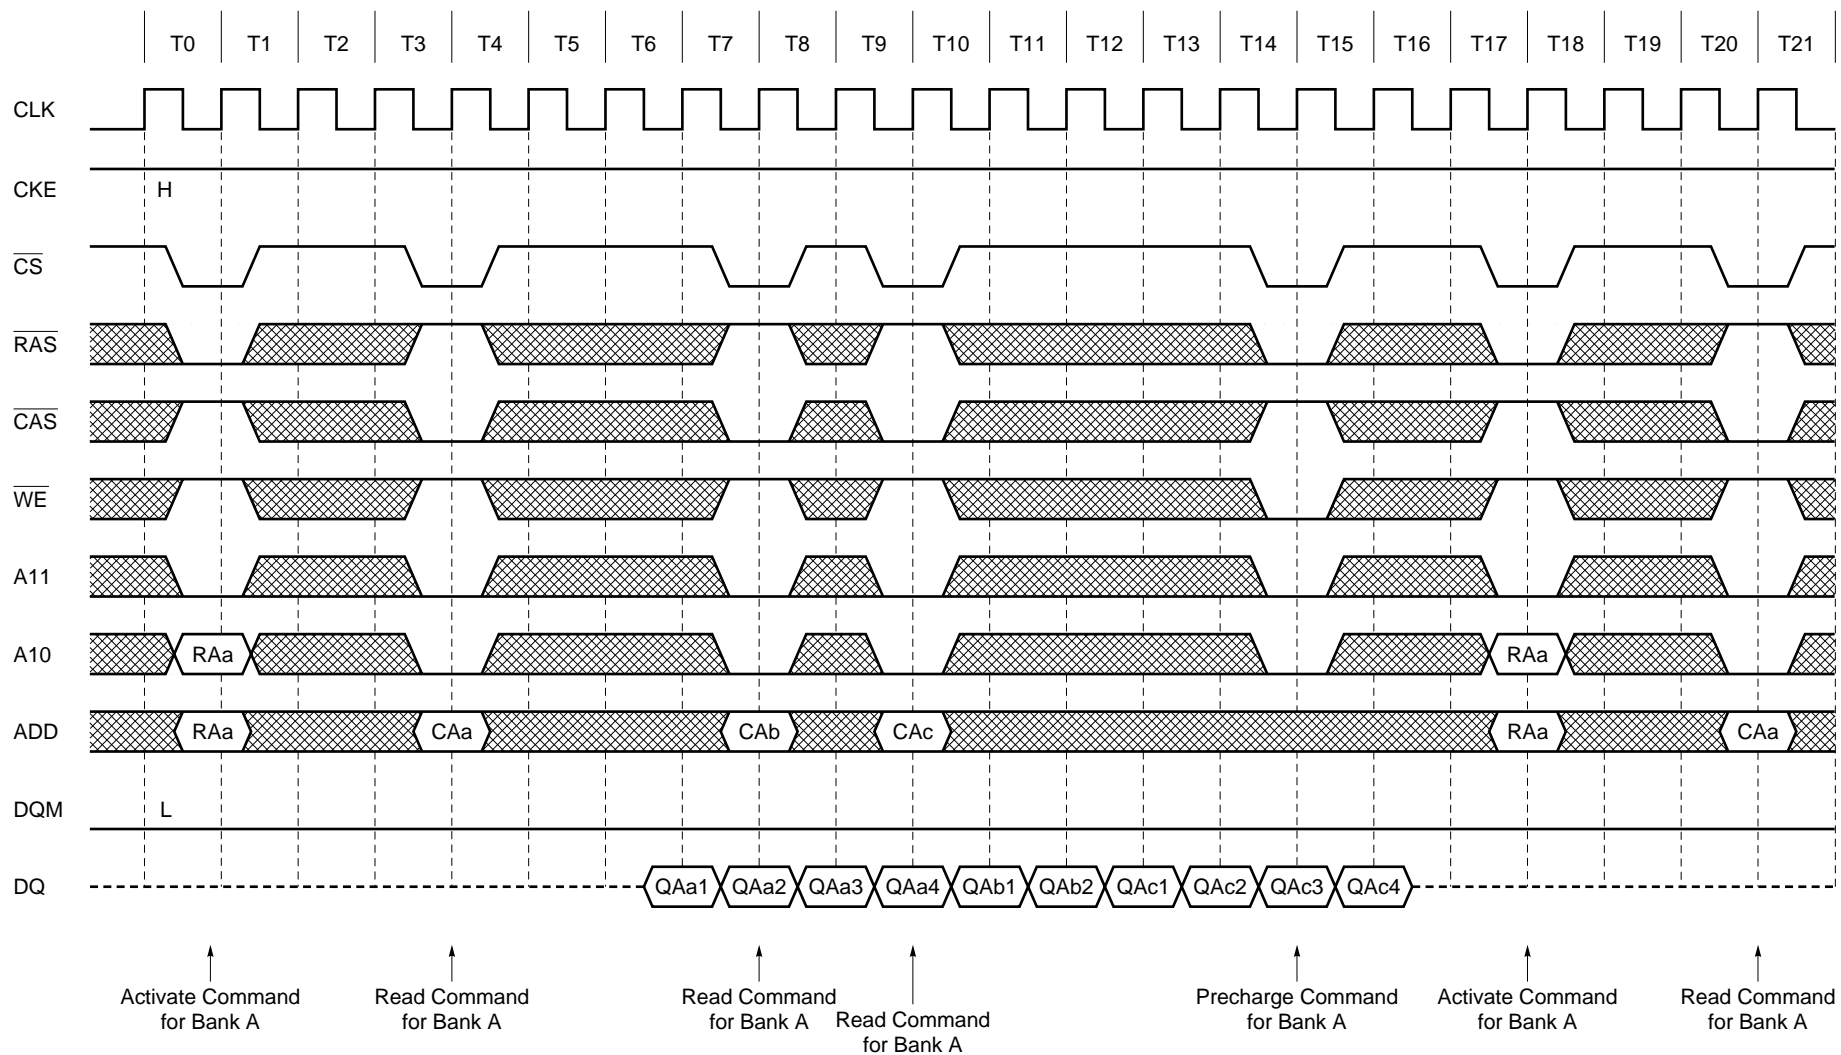 T0 T1 T2 T3 T4 T5 T6 T7 T8 T9 T10 T11 T12 T13 T14 T15 T16 T17 T18 T19 T20 T21
CLK
CKE H
CS
RAS
CAS
WE
A11
A10 RAa RAa
ADD RAa CAa CAb CAc RAa CAa
DQM L
DQ QAa1 QAa2 QAa3 QAa4 QAb1 QAb2 QAc1 QAc2 QAc3 QAc4
Activate Command
for Bank A
Read Command
for Bank A
Read Command
for Bank A
Read Command
for Bank A
Precharge Command
for Bank A
Activate Command
for Bank A
Read Command
for Bank A